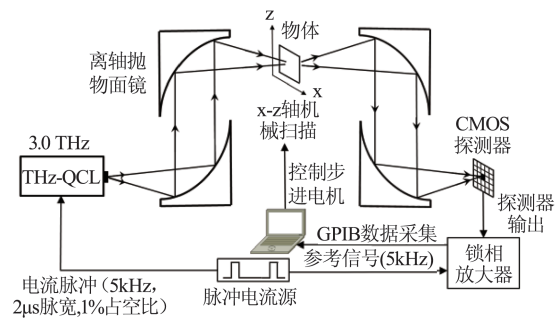 z
物体
离轴抛
物面镜
x
x-z轴机
械扫描
CMOS
探测器
3.0 THz
THz-QCL
控制步
进电机
探测器
输出
GPIB数据采集
参考信号(5kHz)
锁相
放大器
电流脉冲（5kHz，
2μs脉宽,1%占空比）
脉冲电流源